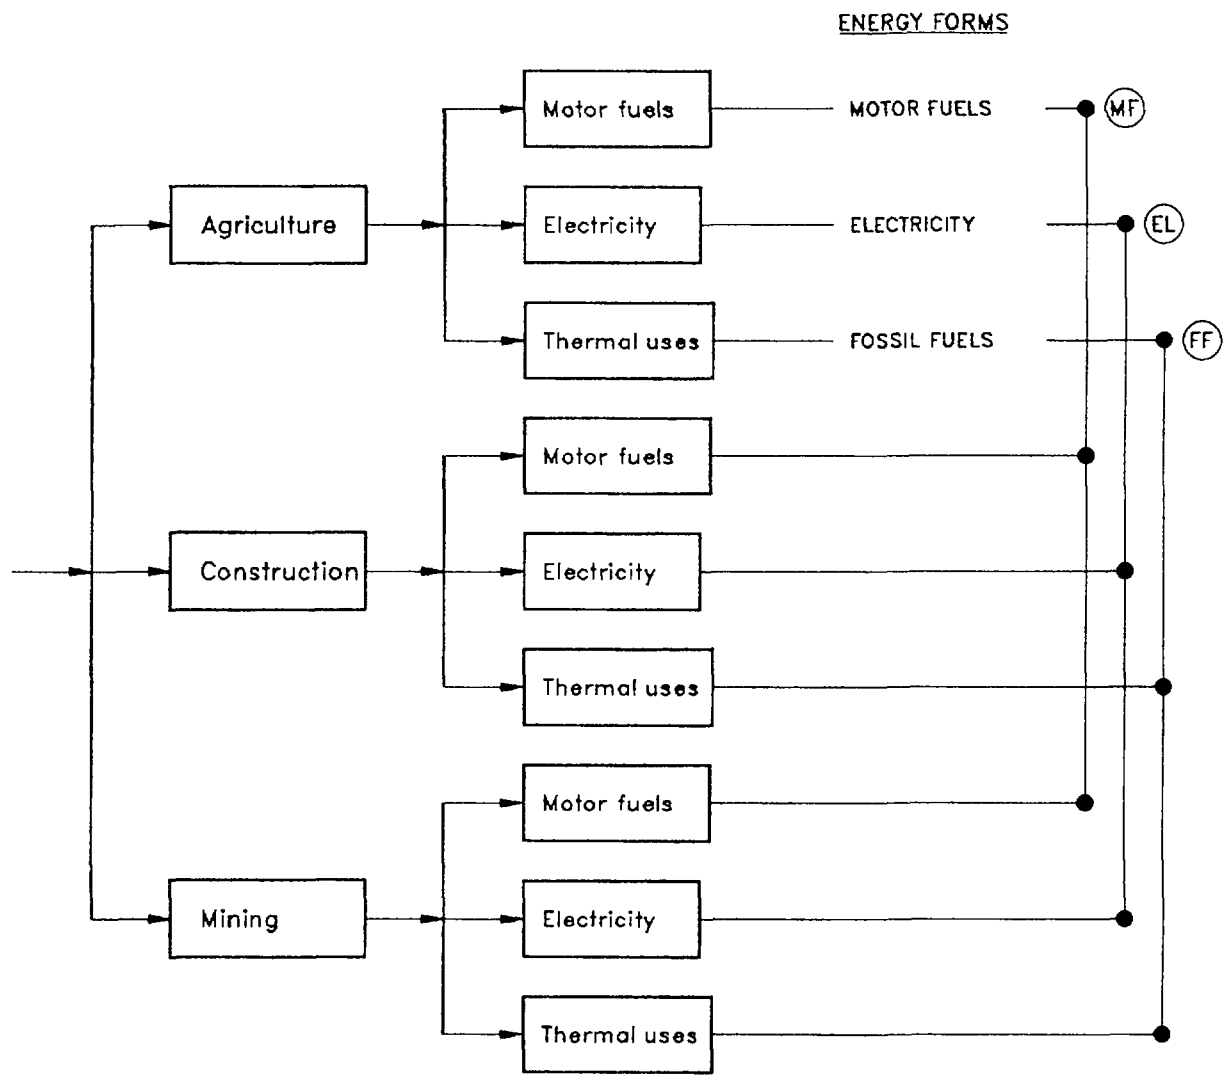 ENERGY FORMS
Motor fuels MOTOR FUELS MF
Agriculture Electricity ELECTRICITY EL
Thermal uses FOSSIL FUELS FF
Motor fuels
Construction Electricity
Thermal uses
Motor fuels
Mining Electricity
Thermal uses